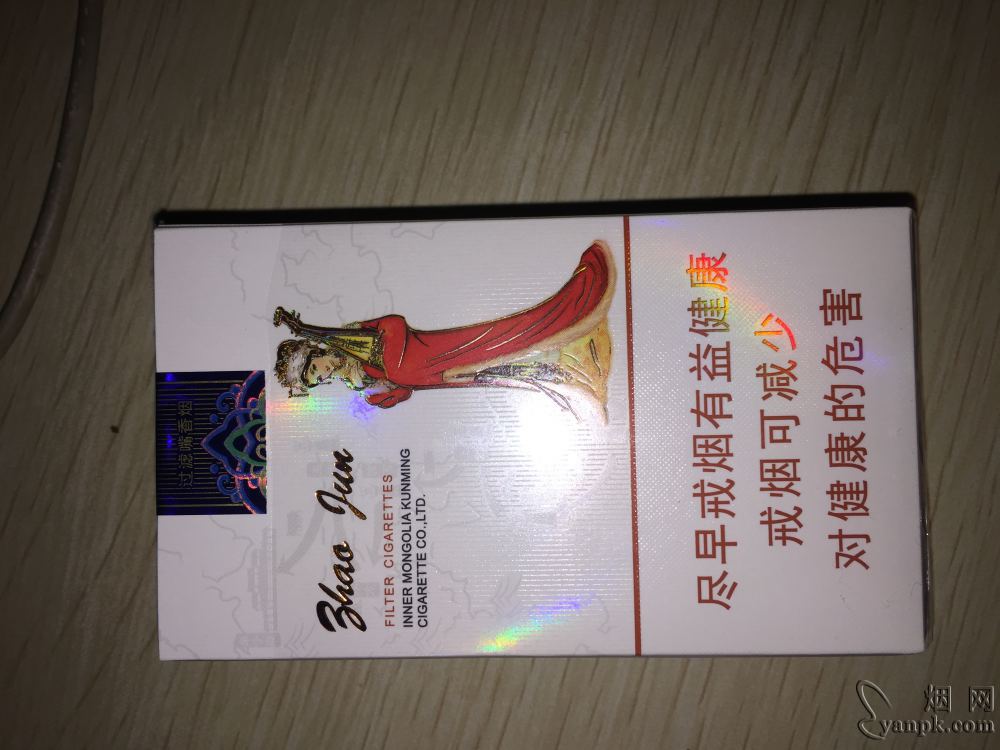 过滤嘴香烟
Zhao Jun
FILTER CIGARETTES
INNER MONGOLIA KUNMING
CIGARETTE CO.,LTD.
尽早戒烟有益健康
戒烟可减少
对健康的危害
烟网
yanpk.com